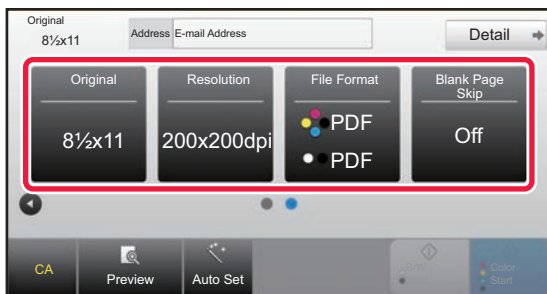 Original
8½x11
Address E-mail Address
Detail
Original
8½x11
Resolution
200x200dpi
File Format
PDF
PDF
Blank Page
Skip
Off
CA
Preview
Auto Set
B/W
Start
Color
Start